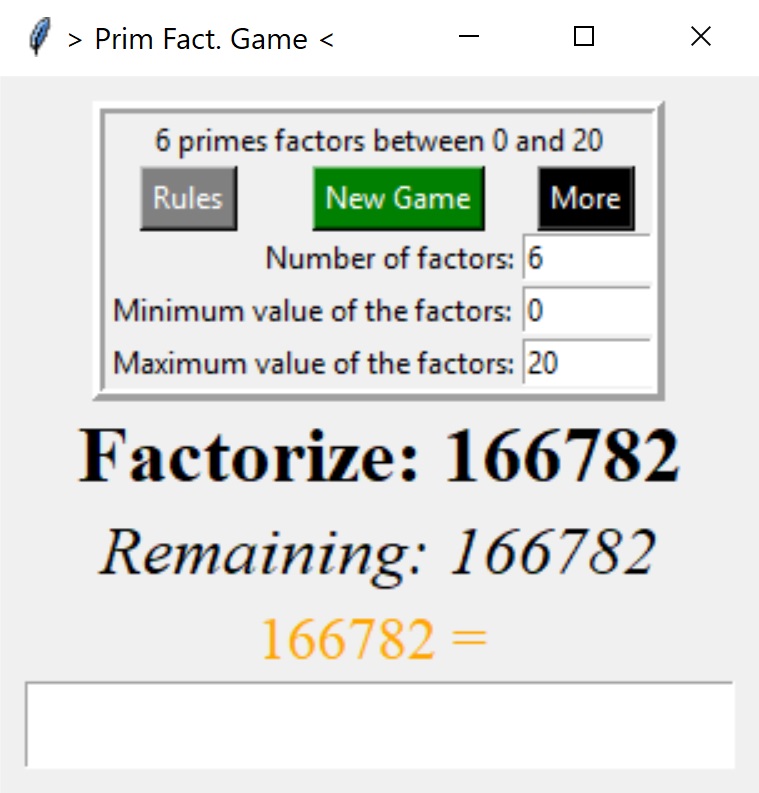 > Prim Fact. Game <
6 primes factors between 0 and 20
Rules New Game More
Number of factors: 6
Minimum value of the factors: 0
Maximum value of the factors: 20
Factorize: 166782
Remaining: 166782
166782 =